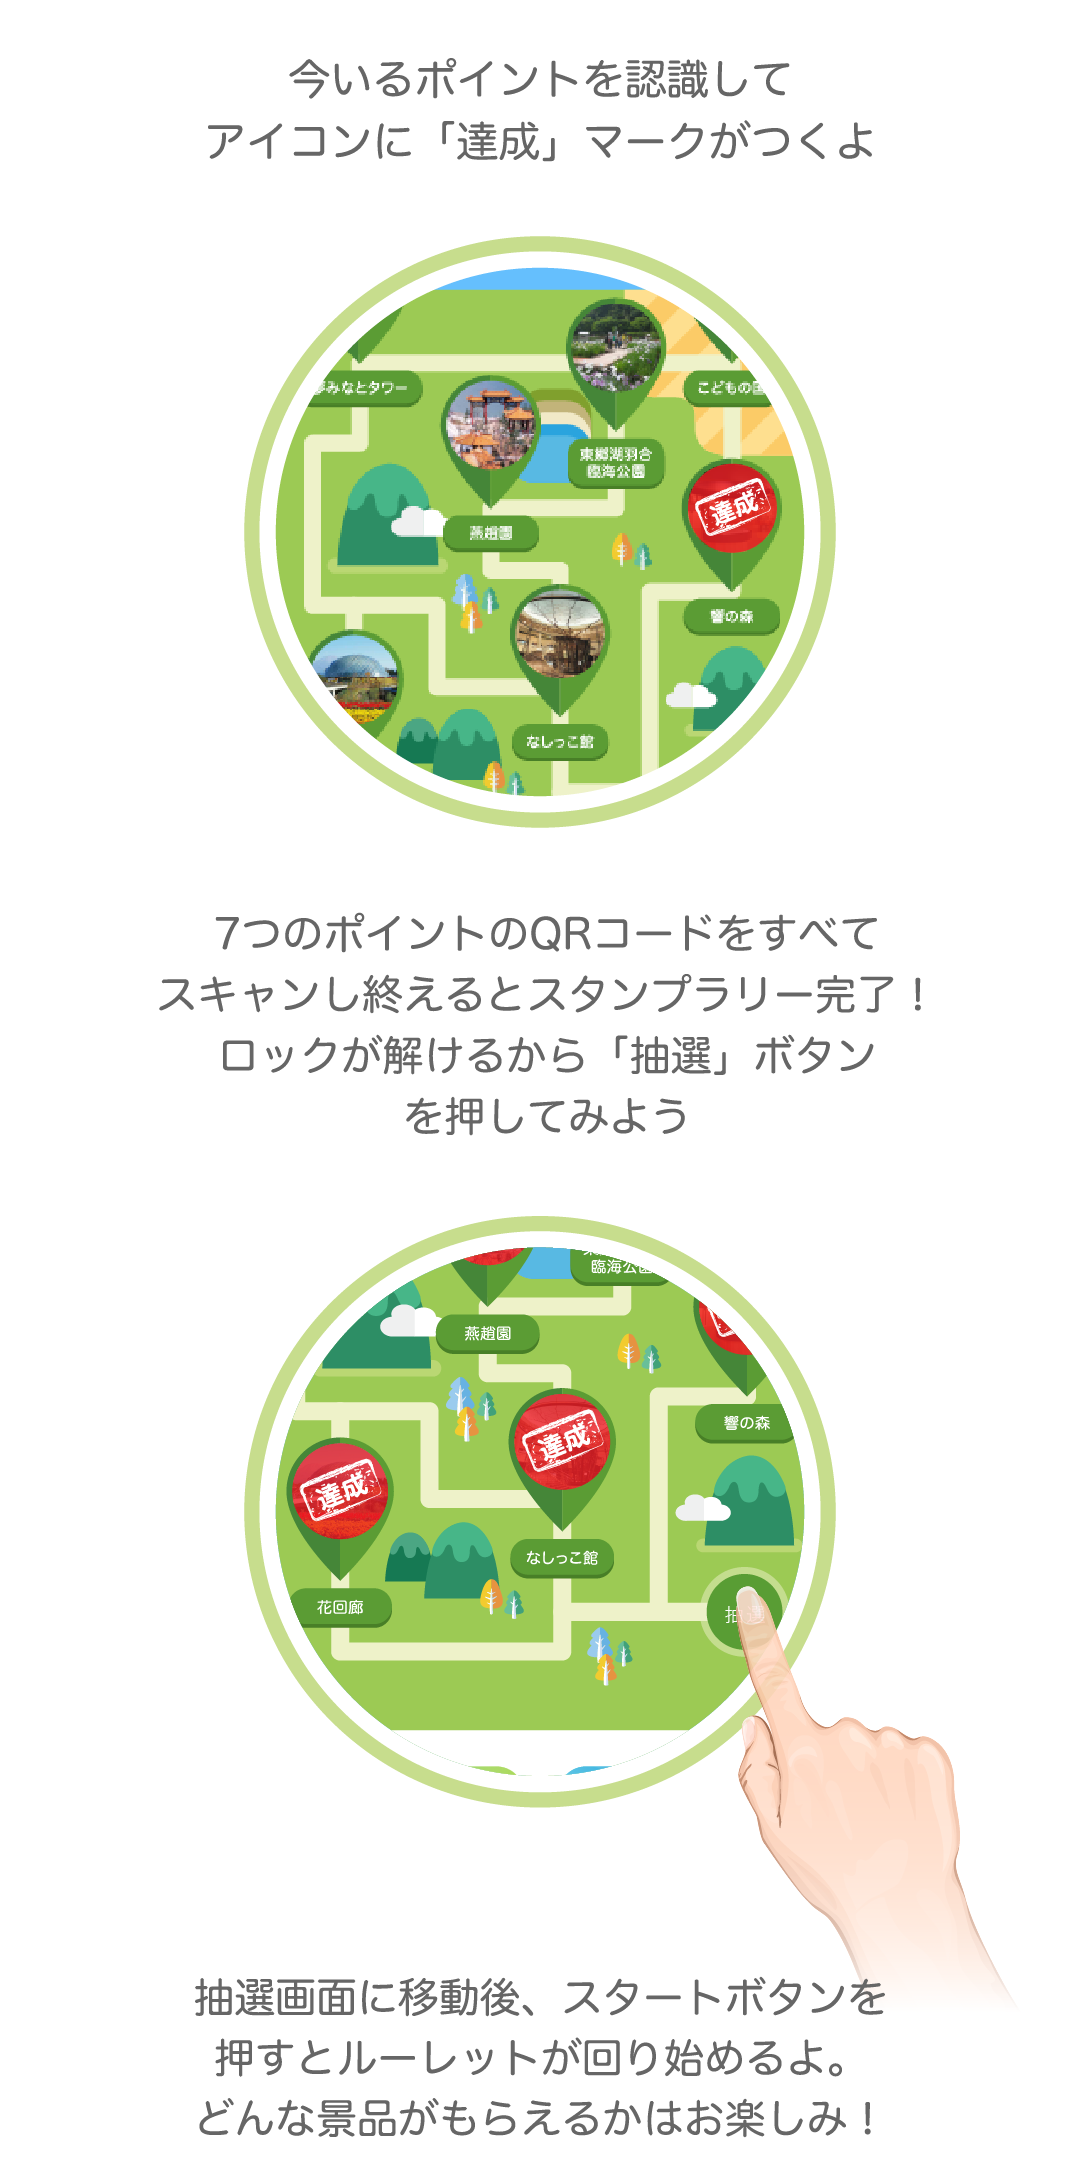 今いるポイントを認識して
アイコンに「達成」マークがつくよ
みなとタワー
こどもの国
東郷湖羽合
臨海公園
達成
燕趙園
響の森
なしっこ館
7つのポイントのQRコードをすべて
スキャンし終えるとスタンプラリー完了！
ロックが解けるから「抽選」ボタン
を押してみよう
臨海公園
燕趙園
響の森
達成
達成
なしっこ館
花回廊
抽選
抽選画面に移動後、スタートボタンを
押すとルーレットが回り始めるよ。
どんな景品がもらえるかはお楽しみ！